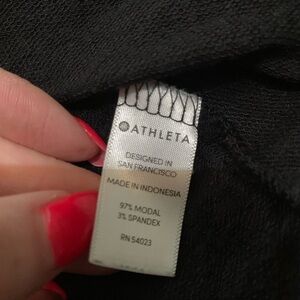 ATHLETA
DESIGNED IN
SAN FRANCISCO
MADE IN INDONESIA
97% MODAL
3% SPANDEX
RN 54023